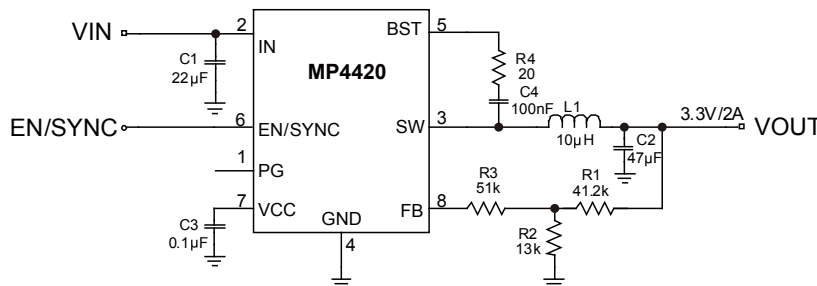 VIN
2
IN
C1
22μF
MP4420
BST
5
R4
20
C4
100nF
EN/SYNC
6
EN/SYNC
SW
3
L1
10μH
3.3V/2A
VOUT
C2
47μF
1
PG
7
VCC
C3
0.1μF
GND
4
FB
8
R3
51k
R1
41.2k
R2
13k